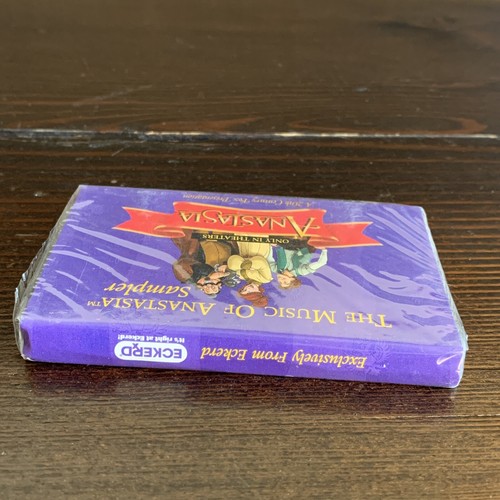 A 20th Century Fox Presentation
ANASTASIA
ONLY IN THEATERS
THE MUSIC OF ANASTASIA™
Sampler
Exclusively From Eckerd
ECKERD
It's right at Eckerd!